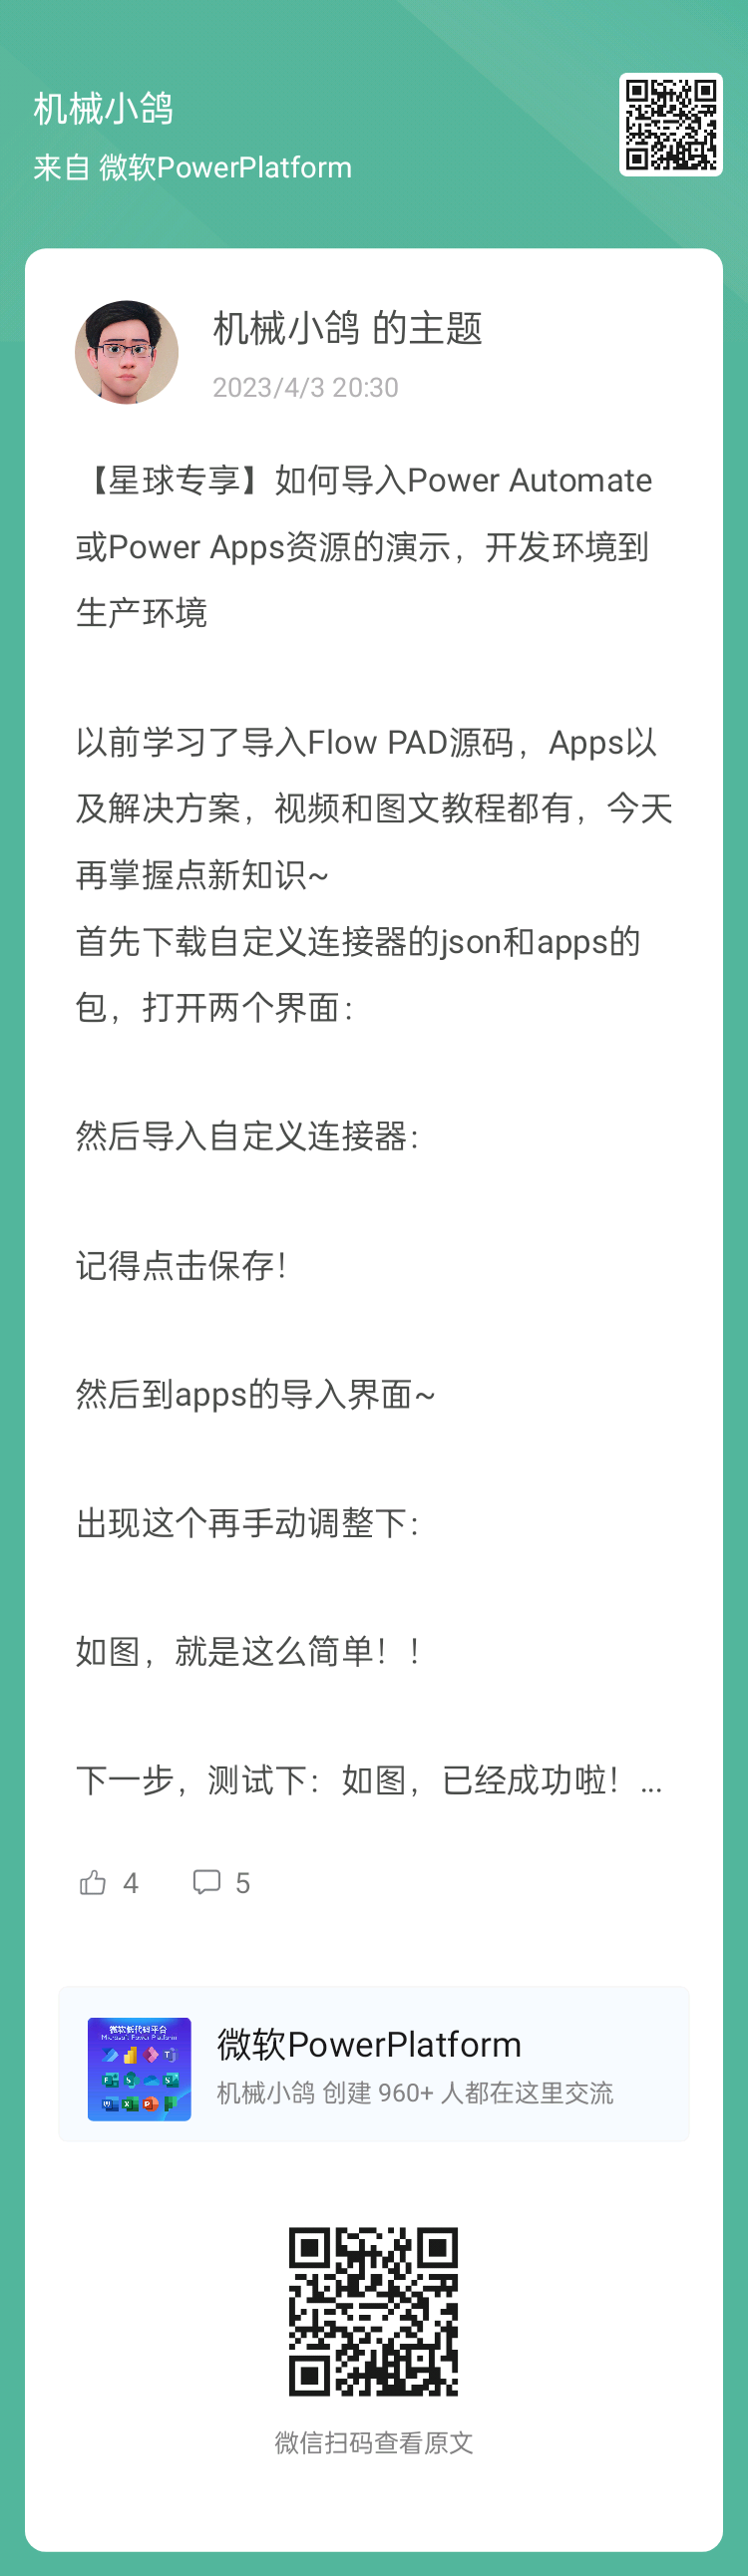 机械小鸽
来自 微软PowerPlatform
机械小鸽 的主题
2023/4/3 20:30
【星球专享】如何导入Power Automate
或Power Apps资源的演示，开发环境到
生产环境
以前学习了导入Flow PAD源码，Apps以
及解决方案，视频和图文教程都有，今天
再掌握点新知识~
首先下载自定义连接器的json和apps的
包，打开两个界面：
然后导入自定义连接器：
记得点击保存！
然后到apps的导入界面~
出现这个再手动调整下：
如图，就是这么简单！！
下一步，测试下：如图，已经成功啦！...
4 5
微软低代码平台
Microsoft Power Platform
微软PowerPlatform
机械小鸽 创建 960+ 人都在这里交流
微信扫码查看原文